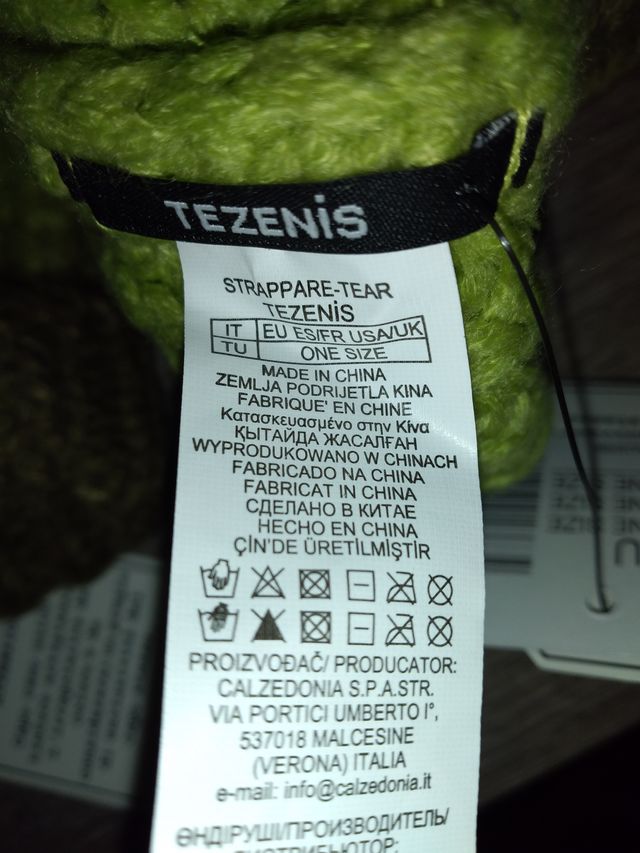 TEZENİS
STRAPPARE-TEAR
TEZENİS
IT EU ES/FR USA/UK
TU ONE SIZE
MADE IN CHINA
ZEMLJA PODRIJETLA KINA
FABRIQUE' EN CHINE
Κατασκευασμένο στην Κίνα
ҚЫТАЙДА ЖАСАЛҒАН
WYPRODUKOWANO W CHINACH
FABRICADO NA CHINA
FABRICAT IN CHINA
СДЕЛАНО В КИТАЕ
HECHO EN CHINA
ÇİN'DE ÜRETİLMİŞTİR
PROIZVOĐAČ/ PRODUCATOR:
CALZEDONIA S.P.A STR.
VIA PORTICI UMBERTO I°,
537018 MALCESINE
(VERONA) ITALIA
e-mail: info@calzedonia.it
ӨНДІРУШІ/ПРОИЗВОДИТЕЛЬ/